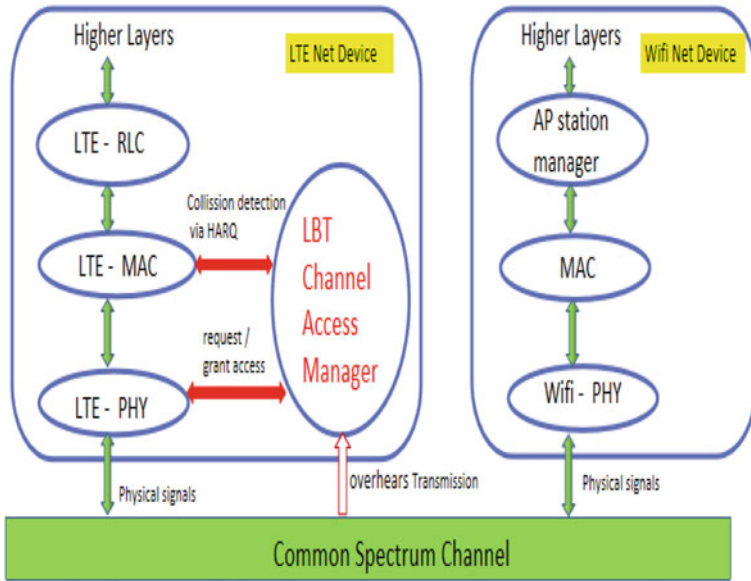 Higher Layers
LTE Net Device
LTE - RLC
Collission detection
via HARQ
LTE - MAC
LBT
Channel
Access
Manager
request /
grant access
LTE - PHY
Physical signals
overhears Transmission
Higher Layers
Wifi Net Device
AP station
manager
MAC
Wifi - PHY
Physical signals
Common Spectrum Channel